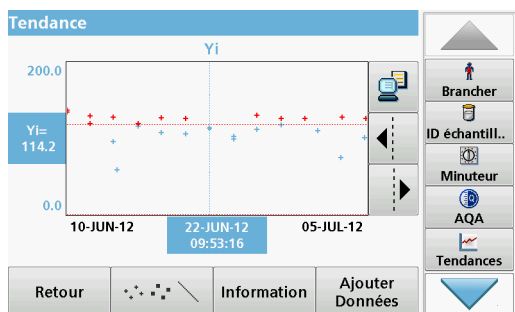 Tendance
Yi
200.0
Yi=
114.2
0.0
10-JUN-12
22-JUN-12
09:53:16
05-JUL-12
Retour
Information
Ajouter
Données
Brancher
ID échantill..
Minuteur
AQA
Tendances